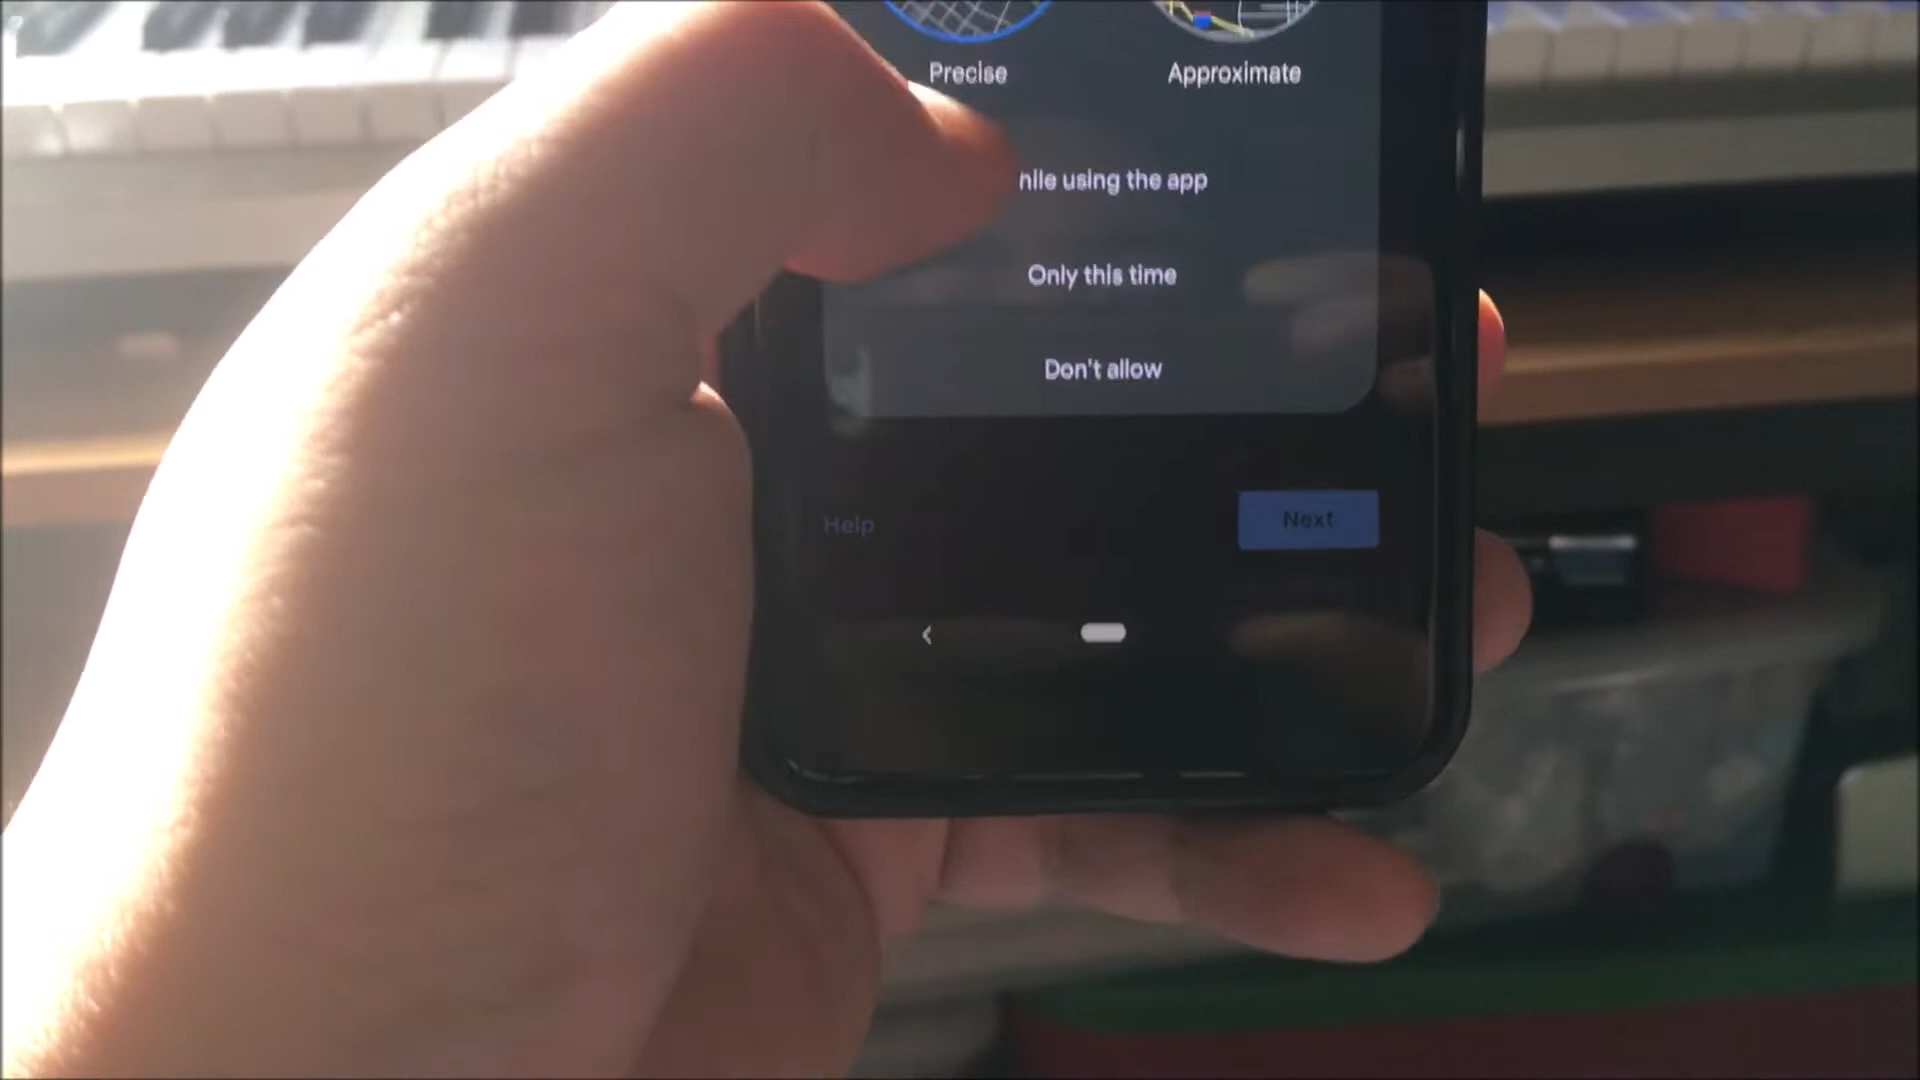 Precise Approximate
hile using the app
Only this time
Don't allow
Help Next